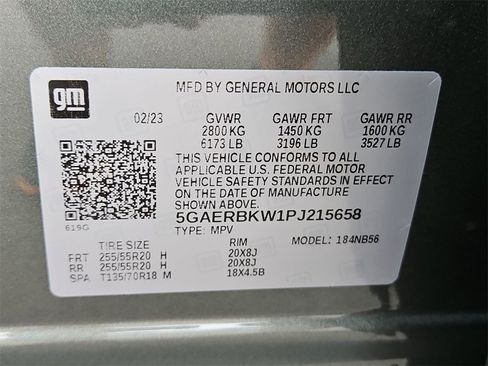 gm
MFD BY GENERAL MOTORS LLC
02/23 GVWR GAWR FRT GAWR RR
2800 KG 1450 KG 1600 KG
6173 LB 3196 LB 3527 LB
THIS VEHICLE CONFORMS TO ALL
APPLICABLE U.S. FEDERAL MOTOR
VEHICLE SAFETY STANDARDS IN EFFECT
ON THE DATE OF MANUFACTURE
SHOWN ABOVE.
5GAERBKW1PJ215658
619G
TYPE: MPV
TIRE SIZE RIM MODEL: 184NB56
FRT 255/55R20 H 20X8J
RR 255/55R20 H 20X8J
SPA T135/70R18 M 18X4.5B